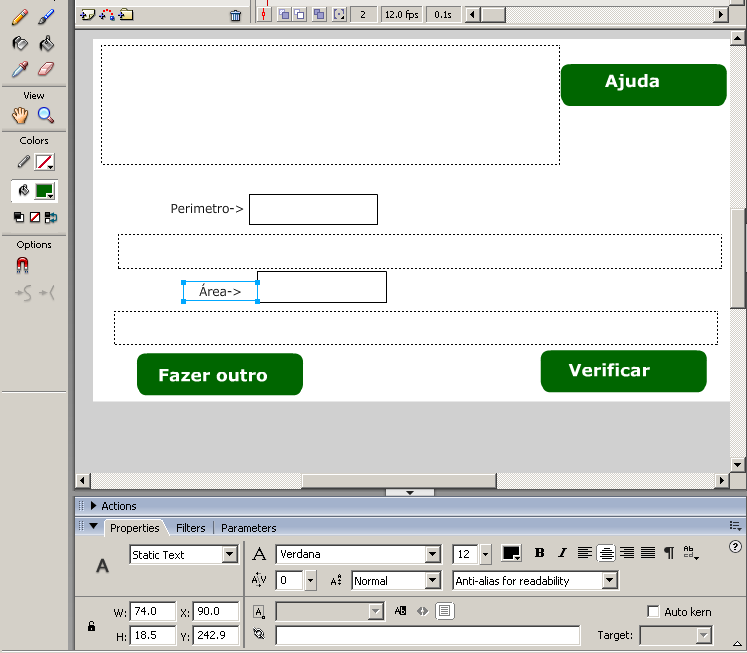 2 12.0 fps 0.1s
View
Colors
Options
Ajuda
Perimetro->
Área->
Fazer outro
Verificar
Actions
Properties Filters Parameters
A Static Text A Verdana 12 B I ¶ Ab
A/V 0 A Normal Anti-alias for readability
W: 74.0 X: 90.0 A AB Auto kern
H: 18.5 Y: 242.9 Target: